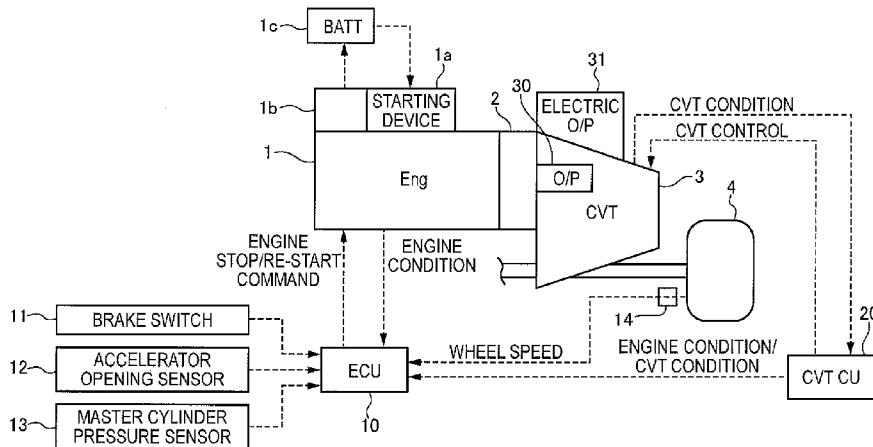 1c
BATT
1a
31
30
1b
STARTING
DEVICE
2
ELECTRIC
O/P
CVT CONDITION
CVT CONTROL
1
Eng
O/P
CVT
3
4
ENGINE
STOP/RE-START
COMMAND
ENGINE
CONDITION
11
BRAKE SWITCH
14
20
12
ACCELERATOR
OPENING SENSOR
ECU
WHEEL SPEED
ENGINE CONDITION/
CVT CONDITION
CVT CU
13
MASTER CYLINDER
PRESSURE SENSOR
10